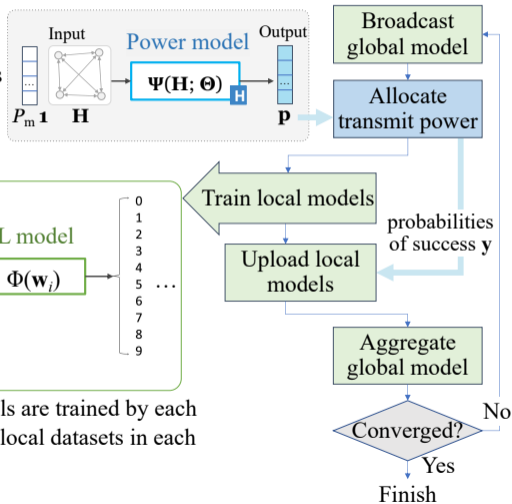 Input
Power model
Output
Ψ(H; Θ)
H
...
...
P_m 1
H
p
Broadcast
global model
Allocate
transmit power
Train local models
probabilities
of success y
Upload local
models
L model
Φ(w_i)
0
1
2
3
4
5
6
7
8
9
...
Aggregate
global model
ls are trained by each
local datasets in each
Converged?
No
Yes
Finish